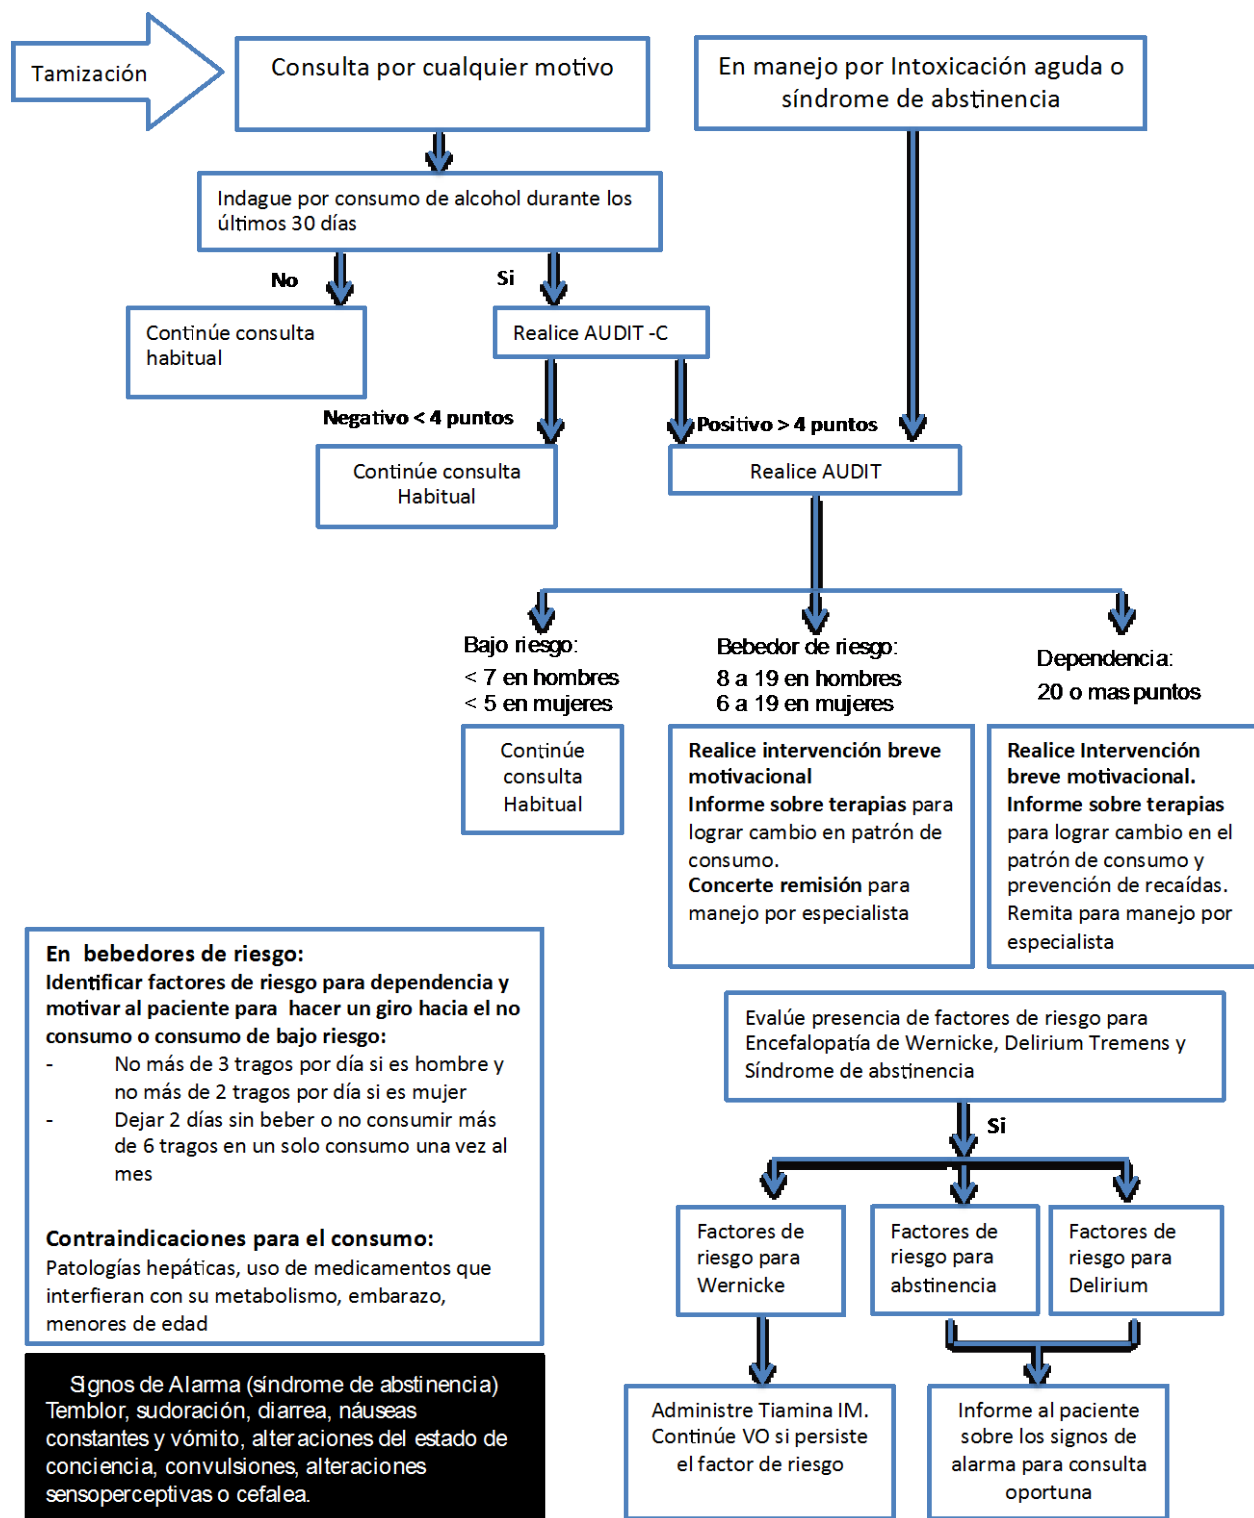 Tamización
Consulta por cualquier motivo
En manejo por Intoxicación aguda o
síndrome de abstinencia
Indague por consumo de alcohol durante los
últimos 30 días
No
Si
Continúe consulta
habitual
Realice AUDIT -C
Negativo < 4 puntos
Positivo > 4 puntos
Continúe consulta
Habitual
Realice AUDIT
Bajo riesgo:
< 7 en hombres
< 5 en mujeres
Bebedor de riesgo:
8 a 19 en hombres
6 a 19 en mujeres
Dependencia:
20 o mas puntos
Continúe
consulta
Habitual
Realice intervención breve
motivacional
Informe sobre terapias para
lograr cambio en patrón de
consumo.
Concerte remisión para
manejo por especialista
Realice Intervención
breve motivacional.
Informe sobre terapias
para lograr cambio en el
patrón de consumo y
prevención de recaídas.
Remita para manejo por
especialista
En bebedores de riesgo:
Identificar factores de riesgo para dependencia y
motivar al paciente para hacer un giro hacia el no
consumo o consumo de bajo riesgo:
- No más de 3 tragos por día si es hombre y
no más de 2 tragos por día si es mujer
- Dejar 2 días sin beber o no consumir más
de 6 tragos en un solo consumo una vez al
mes
Contraindicaciones para el consumo:
Patologías hepáticas, uso de medicamentos que
interfieran con su metabolismo, embarazo,
menores de edad
Evalúe presencia de factores de riesgo para
Encefalopatía de Wernicke, Delirium Tremens y
Síndrome de abstinencia
Si
Factores de
riesgo para
Wernicke
Factores de
riesgo para
abstinencia
Factores de
riesgo para
Delirium
Signos de Alarma (síndrome de abstinencia)
Temblor, sudoración, diarrea, náuseas
constantes y vómito, alteraciones del estado de
conciencia, convulsiones, alteraciones
sensoperceptivas o cefalea.
Administre Tiamina IM.
Continúe VO si persiste
el factor de riesgo
Informe al paciente
sobre los signos de
alarma para consulta
oportuna